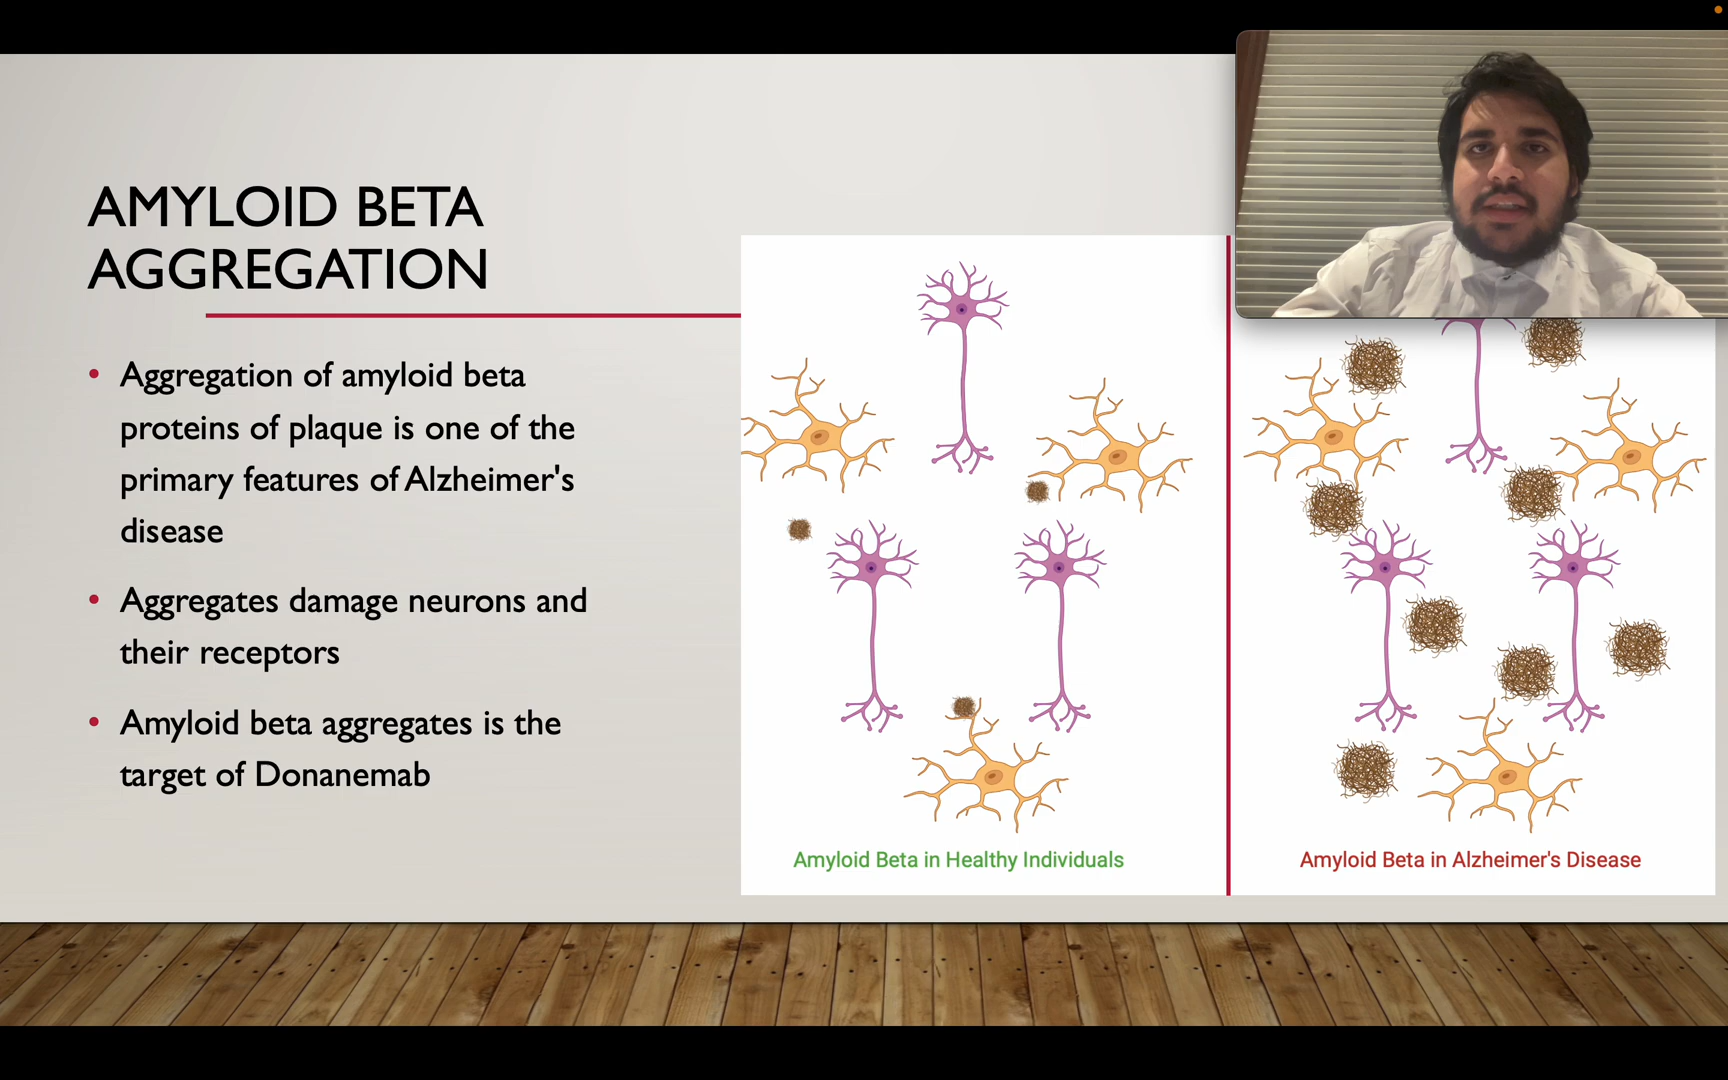 AMYLOID BETA
AGGREGATION
• Aggregation of amyloid beta
proteins of plaque is one of the
primary features of Alzheimer's
disease
• Aggregates damage neurons and
their receptors
• Amyloid beta aggregates is the
target of Donanemab
Amyloid Beta in Healthy Individuals
Amyloid Beta in Alzheimer's Disease